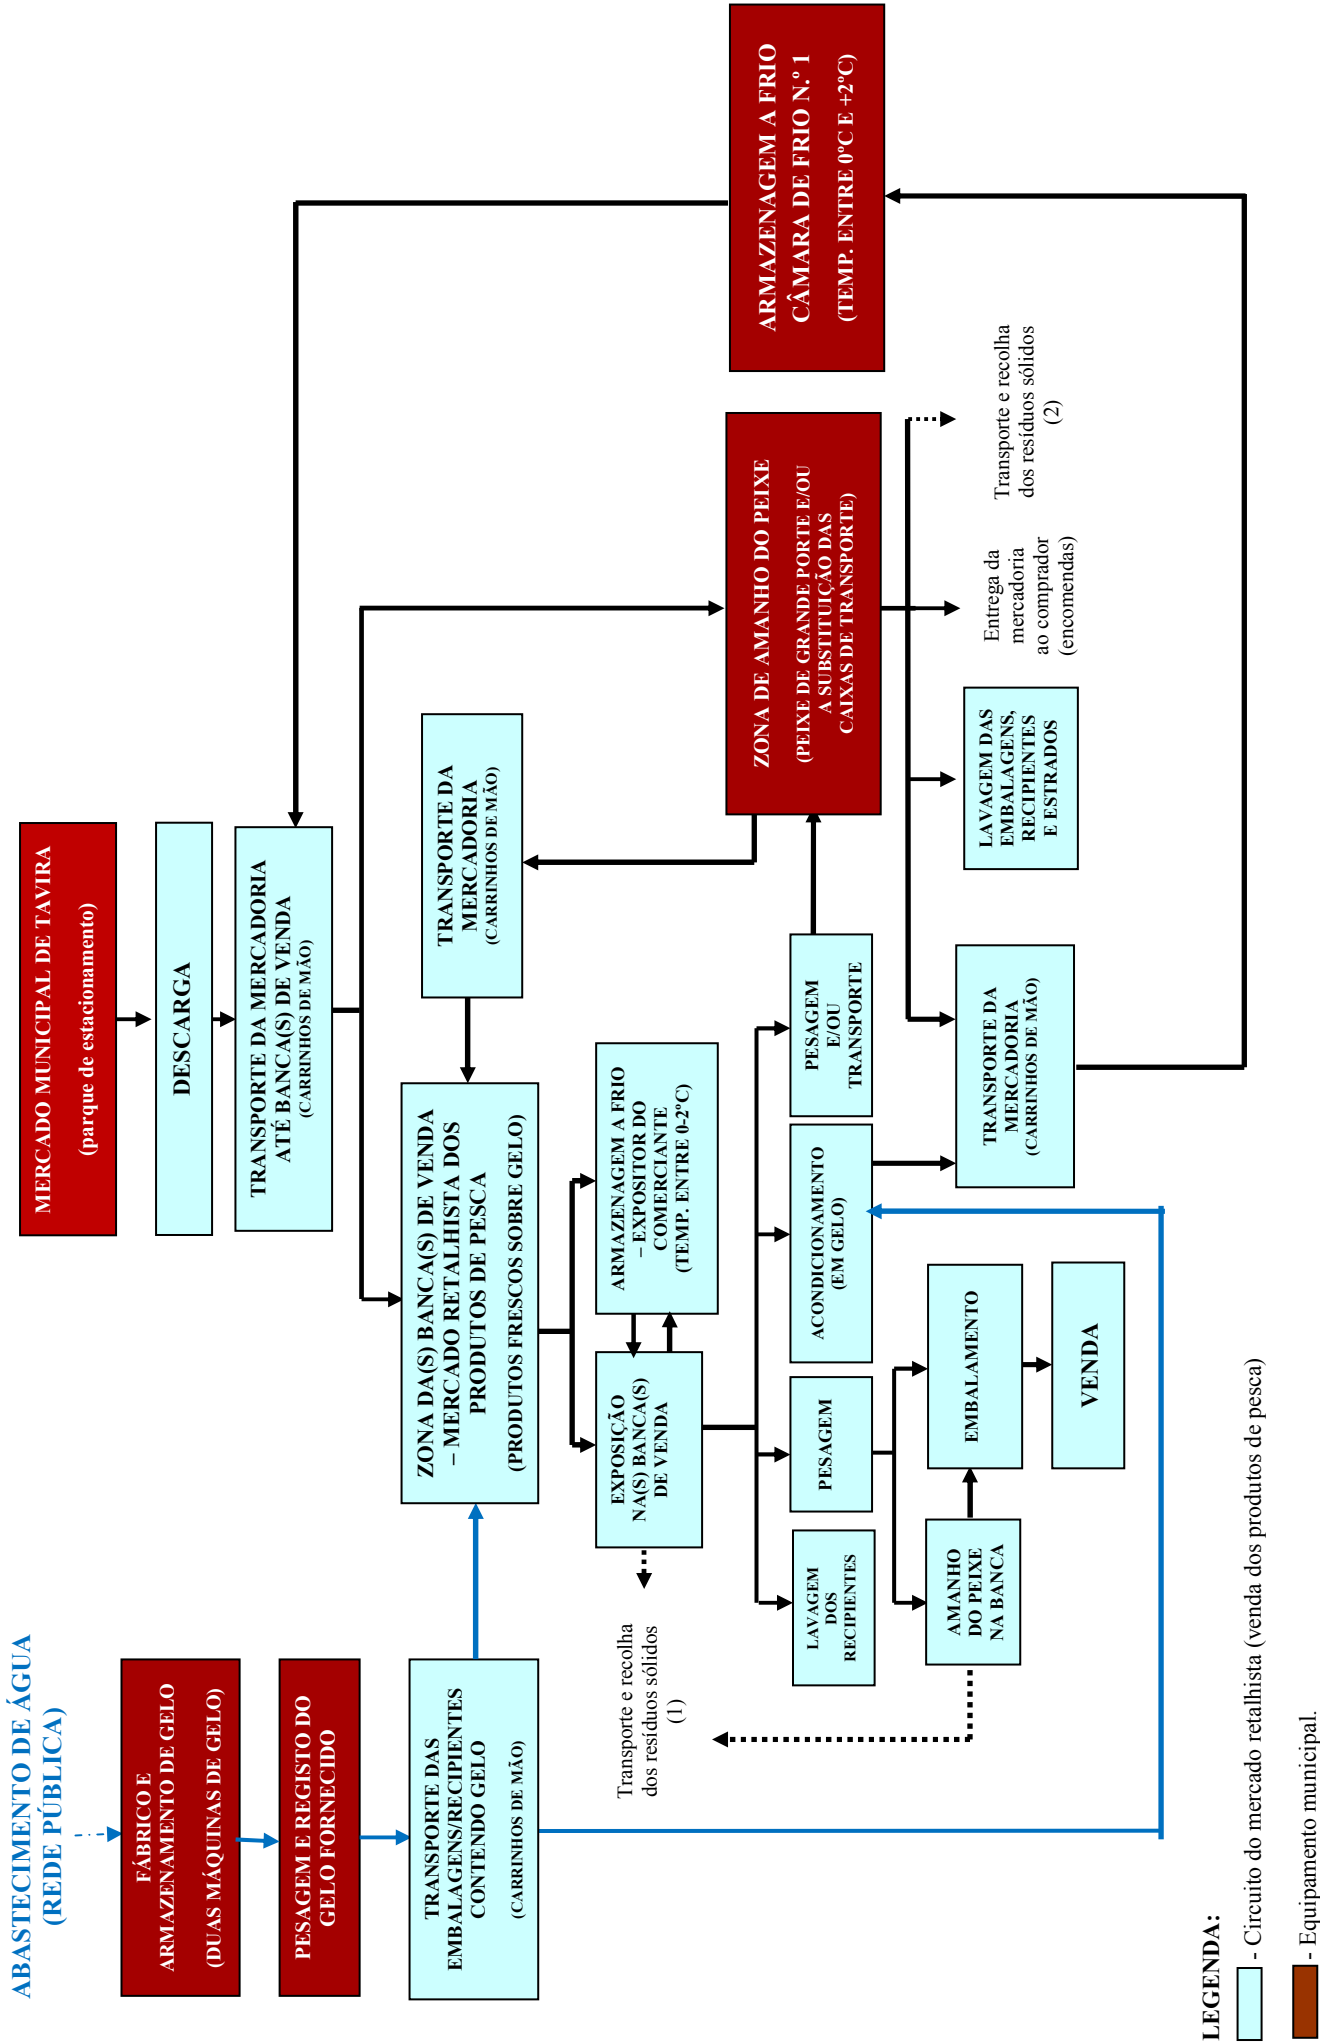 ABASTECIMENTO DE ÁGUA
(REDE PÚBLICA)
FÁBRICO E
ARMAZENAMENTO DE GELO
(DUAS MÁQUINAS DE GELO)
PESAGEM E REGISTO DO
GELO FORNECIDO
TRANSPORTE DAS
EMBALAGENS/RECIPIENTES
CONTENDO GELO
(CARRINHOS DE MÃO)
MERCADO MUNICIPAL DE TAVIRA
(parque de estacionamento)
DESCARGA
TRANSPORTE DA MERCADORIA
ATÉ BANCA(S) DE VENDA
(CARRINHOS DE MÃO)
ZONA DA(S) BANCA(S) DE VENDA
– MERCADO RETALHISTA DOS
PRODUTOS DE PESCA
(PRODUTOS FRESCOS SOBRE GELO)
TRANSPORTE DA
MERCADORIA
(CARRINHOS DE MÃO)
EXPOSIÇÃO
NA(S) BANCA(S)
DE VENDA
ARMAZENAGEM A FRIO
– EXPOSITOR DO
COMERCIANTE
(TEMP. ENTRE 0-2ºC)
Transporte e recolha
dos resíduos sólidos
(1)
LAVAGEM
DOS
RECIPIENTES
PESAGEM
ACONDICIONAMENTO
(EM GELO)
PESAGEM
E/OU
TRANSPORTE
ZONA DE AMANHO DO PEIXE
(PEIXE DE GRANDE PORTE E/OU
A SUBSTITUIÇÃO DAS
CAIXAS DE TRANSPORTE)
ARMAZENAGEM A FRIO
CÂMARA DE FRIO N.º 1
(TEMP. ENTRE 0ºC E +2ºC)
AMANHO
DO PEIXE
NA BANCA
EMBALAMENTO
VENDA
TRANSPORTE DA
MERCADORIA
(CARRINHOS DE MÃO)
LAVAGEM DAS
EMBALAGENS,
RECIPIENTES
E ESTRADOS
Entrega da
mercadoria
ao comprador
(encomendas)
Transporte e recolha
dos resíduos sólidos
(2)
LEGENDA:
- Circuito do mercado retalhista (venda dos produtos de pesca)
- Equipamento municipal.